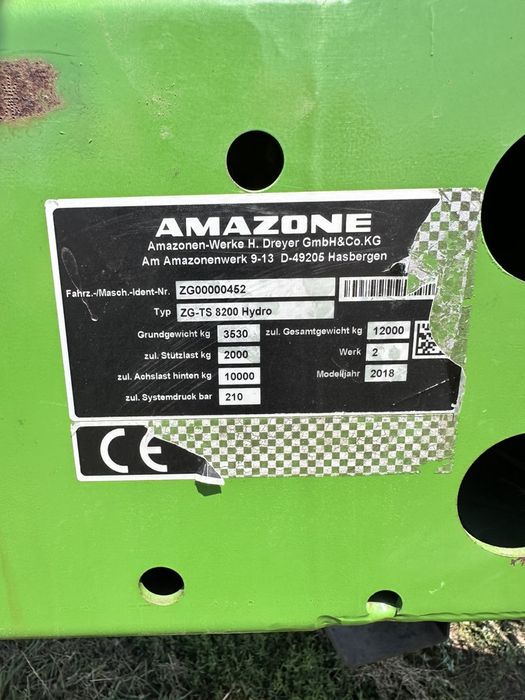 AMAZONE
Amazonen-Werke H. Dreyer GmbH&Co.KG
Am Amazonenwerk 9-13 D-49205 Hasbergen
Fahrz.-/Masch.-Ident-Nr. ZG00000452
Typ ZG-TS 8200 Hydro
Grundgewicht kg 3530 zul. Gesamtgewicht kg 12000
zul. Stützlast kg 2000 Werk 2
zul. Achslast hinten kg 10000 Modelljahr 2018
zul. Systemdruck bar 210
CE